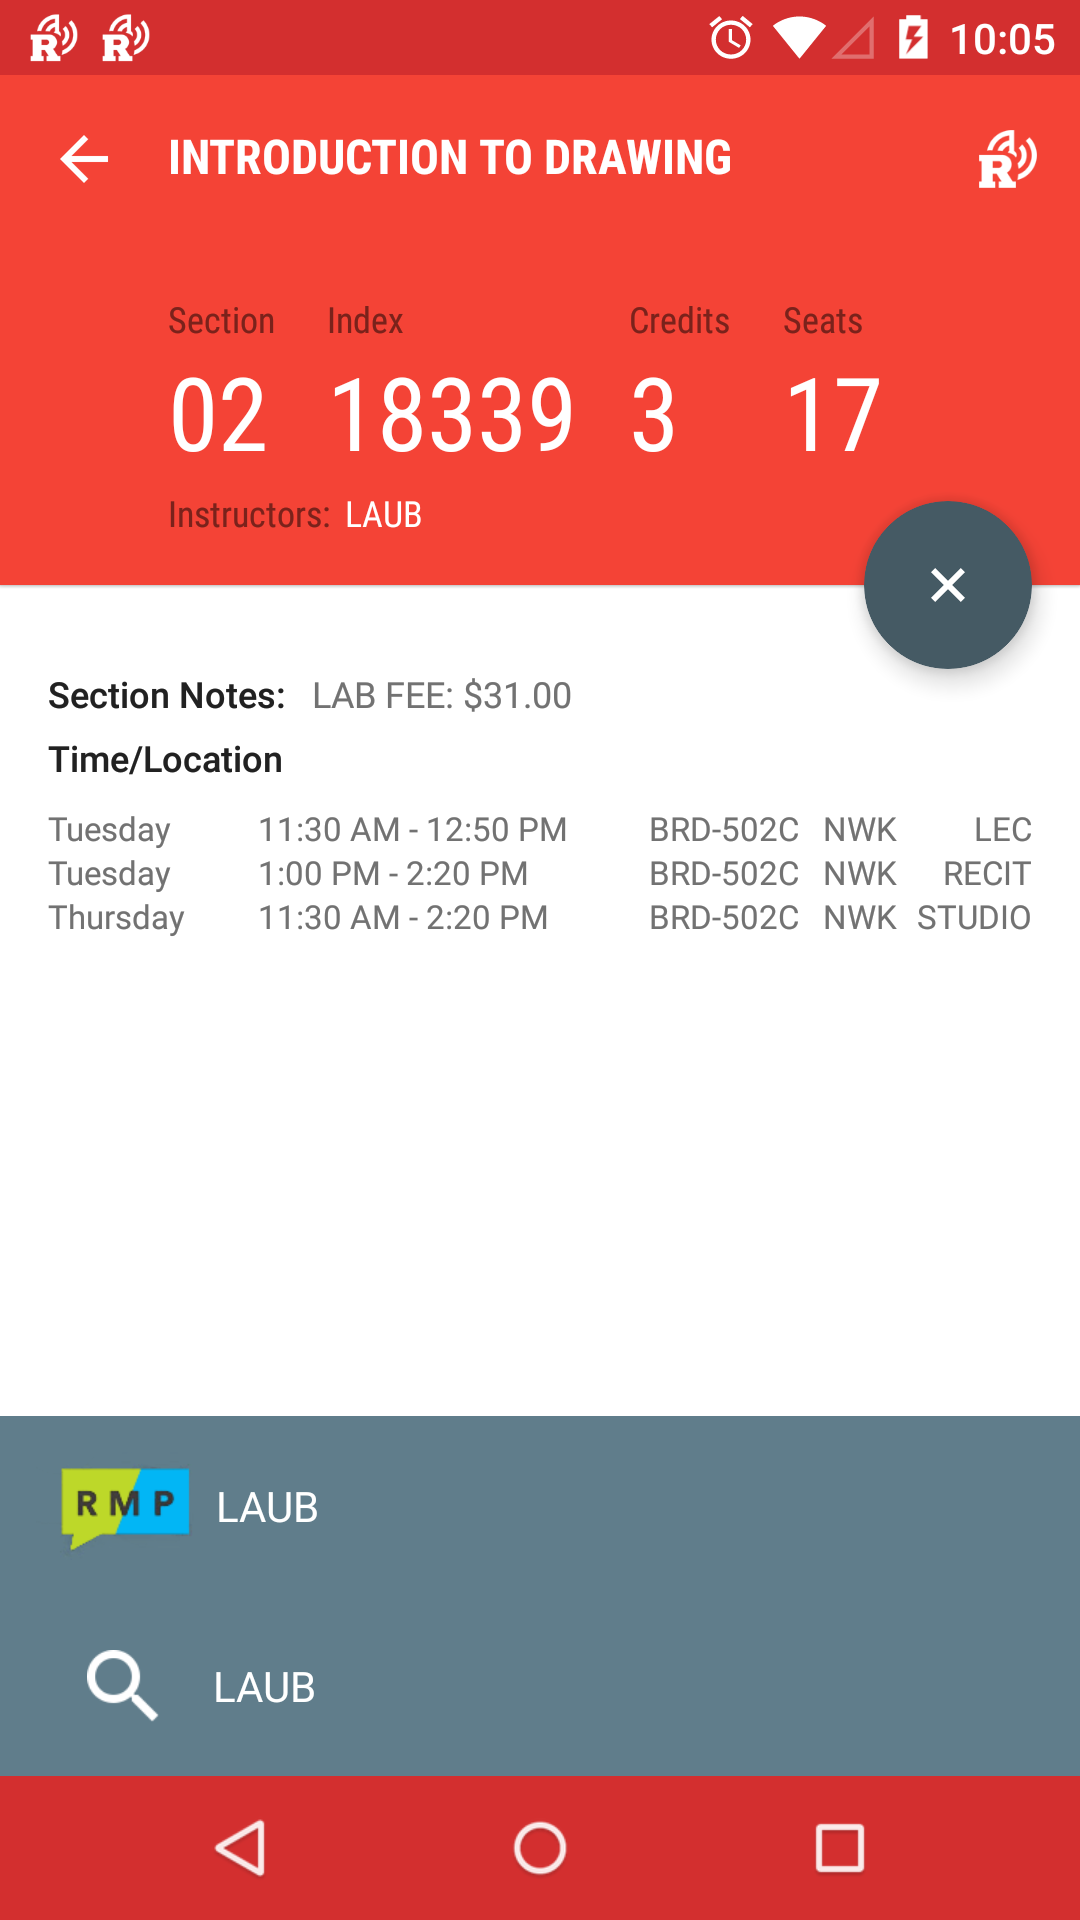 R R 10:05
INTRODUCTION TO DRAWING R
Section Index Credits Seats
02 18339 3 17
Instructors: LAUB
Section Notes: LAB FEE: $31.00
Time/Location
Tuesday 11:30 AM - 12:50 PM BRD-502C NWK LEC
Tuesday 1:00 PM - 2:20 PM BRD-502C NWK RECIT
Thursday 11:30 AM - 2:20 PM BRD-502C NWK STUDIO
RMP LAUB
LAUB